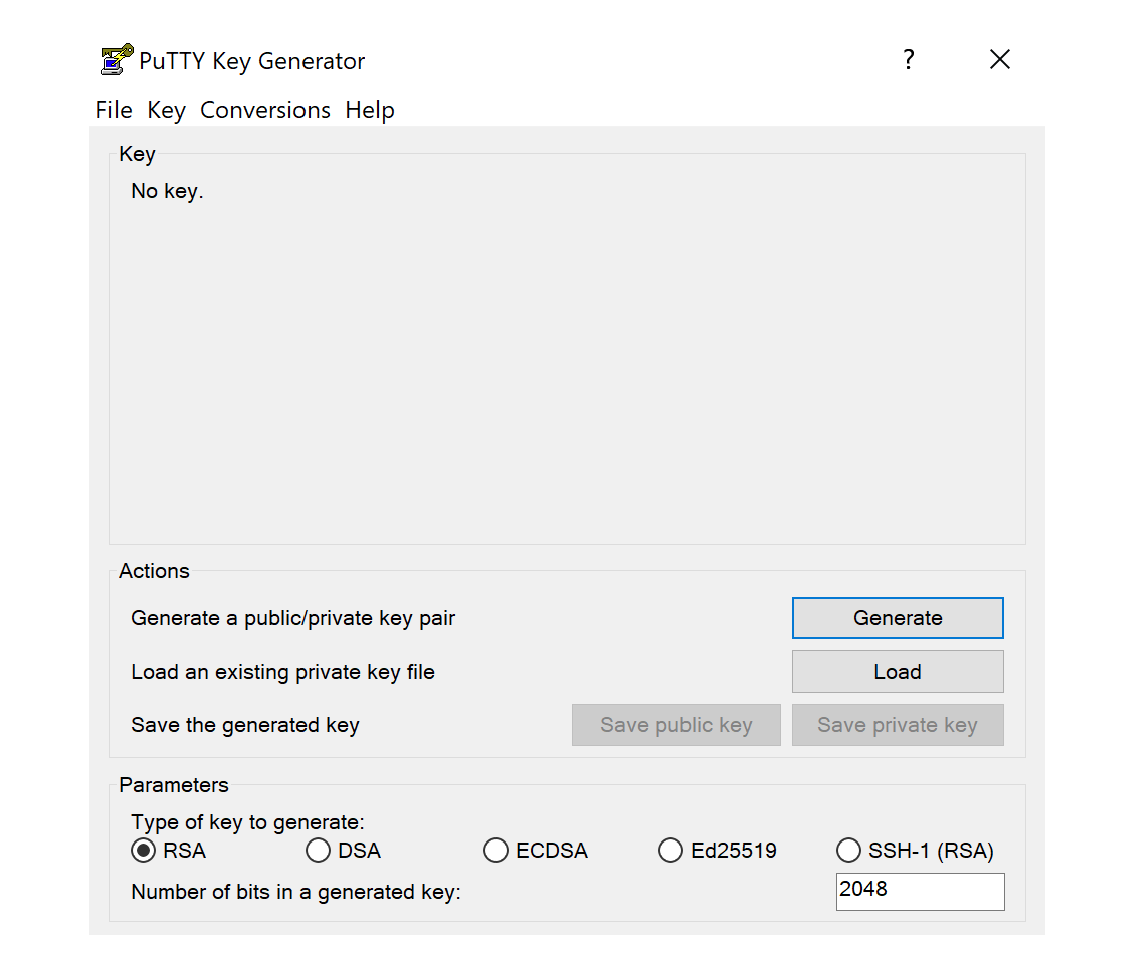 PuTTY Key Generator
?
File Key Conversions Help
Key
No key.
Actions
Generate a public/private key pair Generate
Load an existing private key file Load
Save the generated key Save public key Save private key
Parameters
Type of key to generate:
RSA DSA ECDSA Ed25519 SSH-1 (RSA)
Number of bits in a generated key: 2048